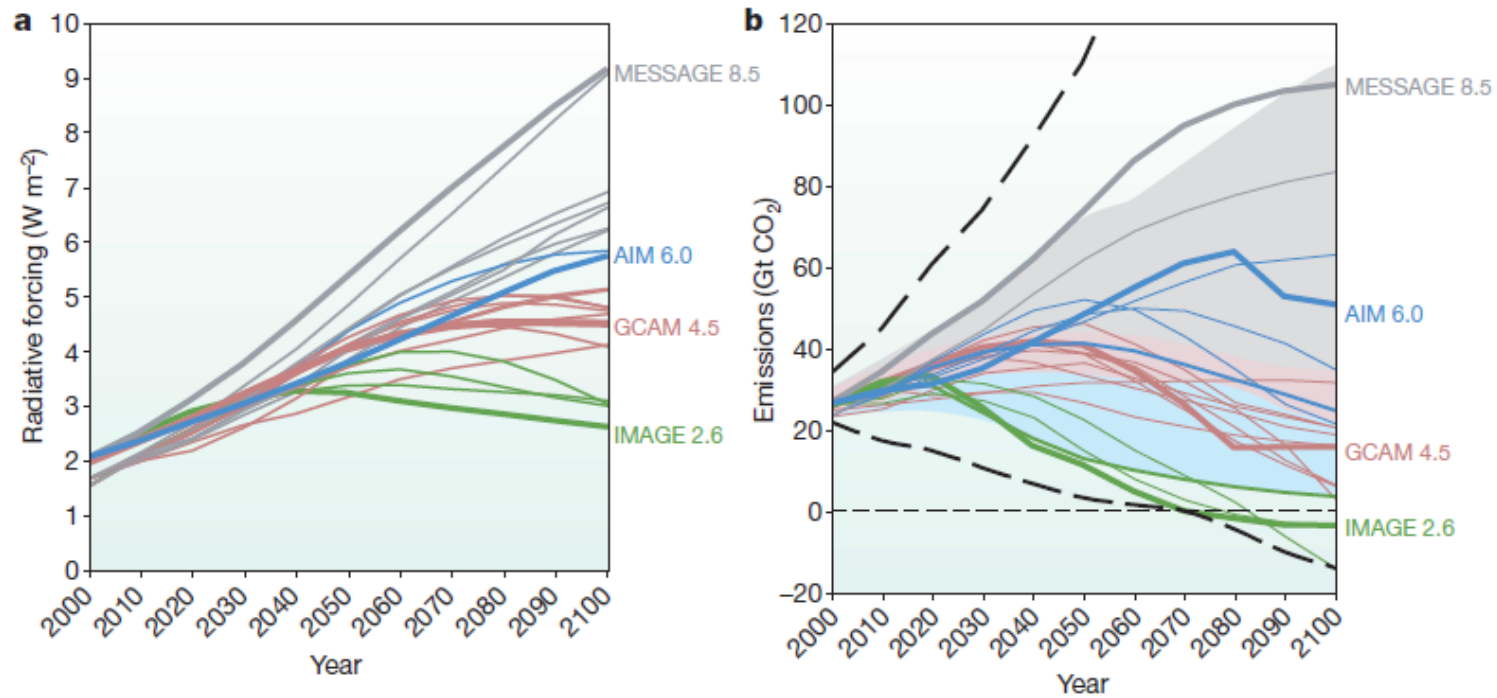 a
10
9
8
7
6
5
4
3
2
1
0
Radiative forcing (W m–2)
MESSAGE 8.5
AIM 6.0
GCAM 4.5
IMAGE 2.6
2000
2010
2020
2030
2040
2050
2060
2070
2080
2090
2100
Year
b
120
100
80
60
40
20
0
–20
Emissions (Gt CO2)
MESSAGE 8.5
AIM 6.0
GCAM 4.5
IMAGE 2.6
2000
2010
2020
2030
2040
2050
2060
2070
2080
2090
2100
Year